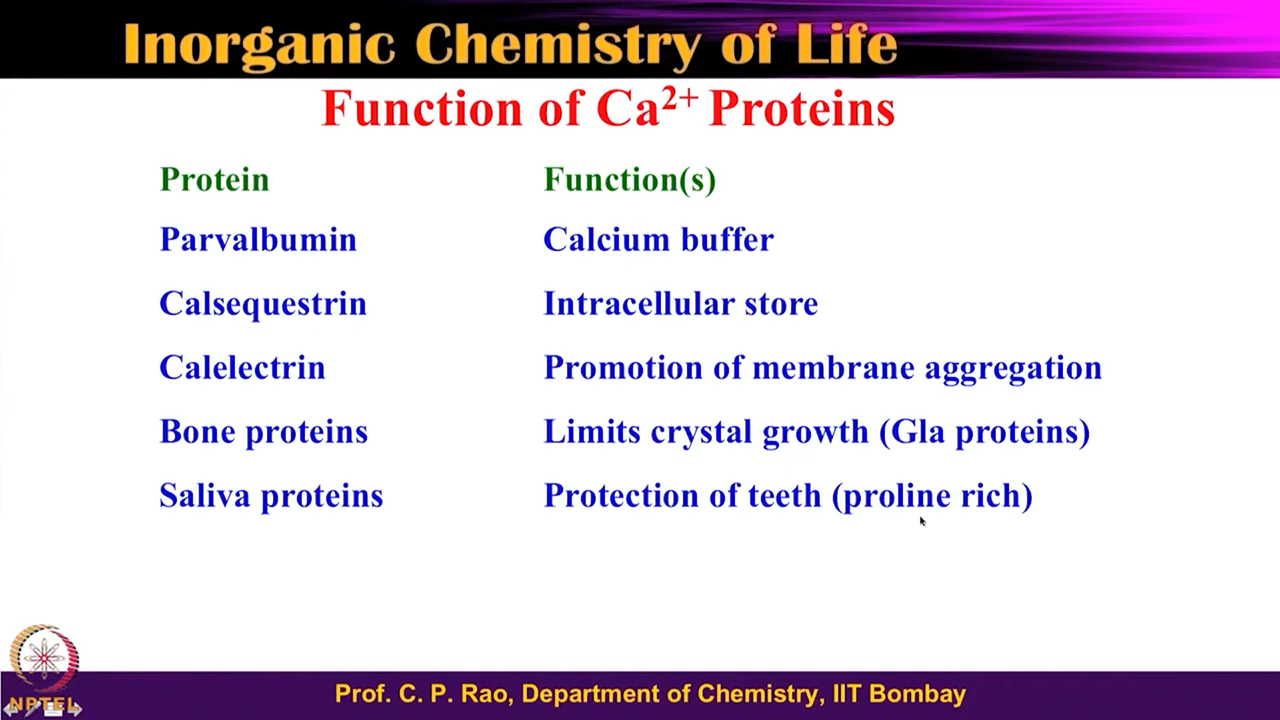 Inorganic Chemistry of Life
Function of Ca²⁺ Proteins
Protein Function(s)
Parvalbumin Calcium buffer
Calsequestrin Intracellular store
Calelectrin Promotion of membrane aggregation
Bone proteins Limits crystal growth (Gla proteins)
Saliva proteins Protection of teeth (proline rich)
NPTEL
Prof. C. P. Rao, Department of Chemistry, IIT Bombay